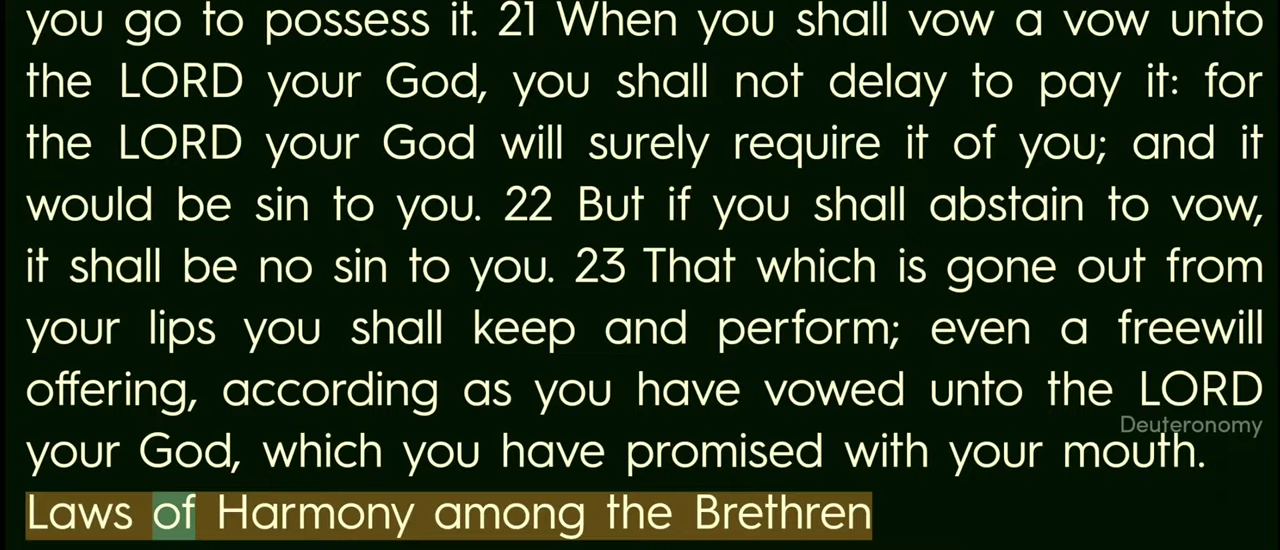 you go to possess it. 21 When you shall vow a vow unto
the LORD your God, you shall not delay to pay it: for
the LORD your God will surely require it of you; and it
would be sin to you. 22 But if you shall abstain to vow,
it shall be no sin to you. 23 That which is gone out from
your lips you shall keep and perform; even a freewill
offering, according as you have vowed unto the LORD
Deuteronomy
your God, which you have promised with your mouth.
Laws of Harmony among the Brethren